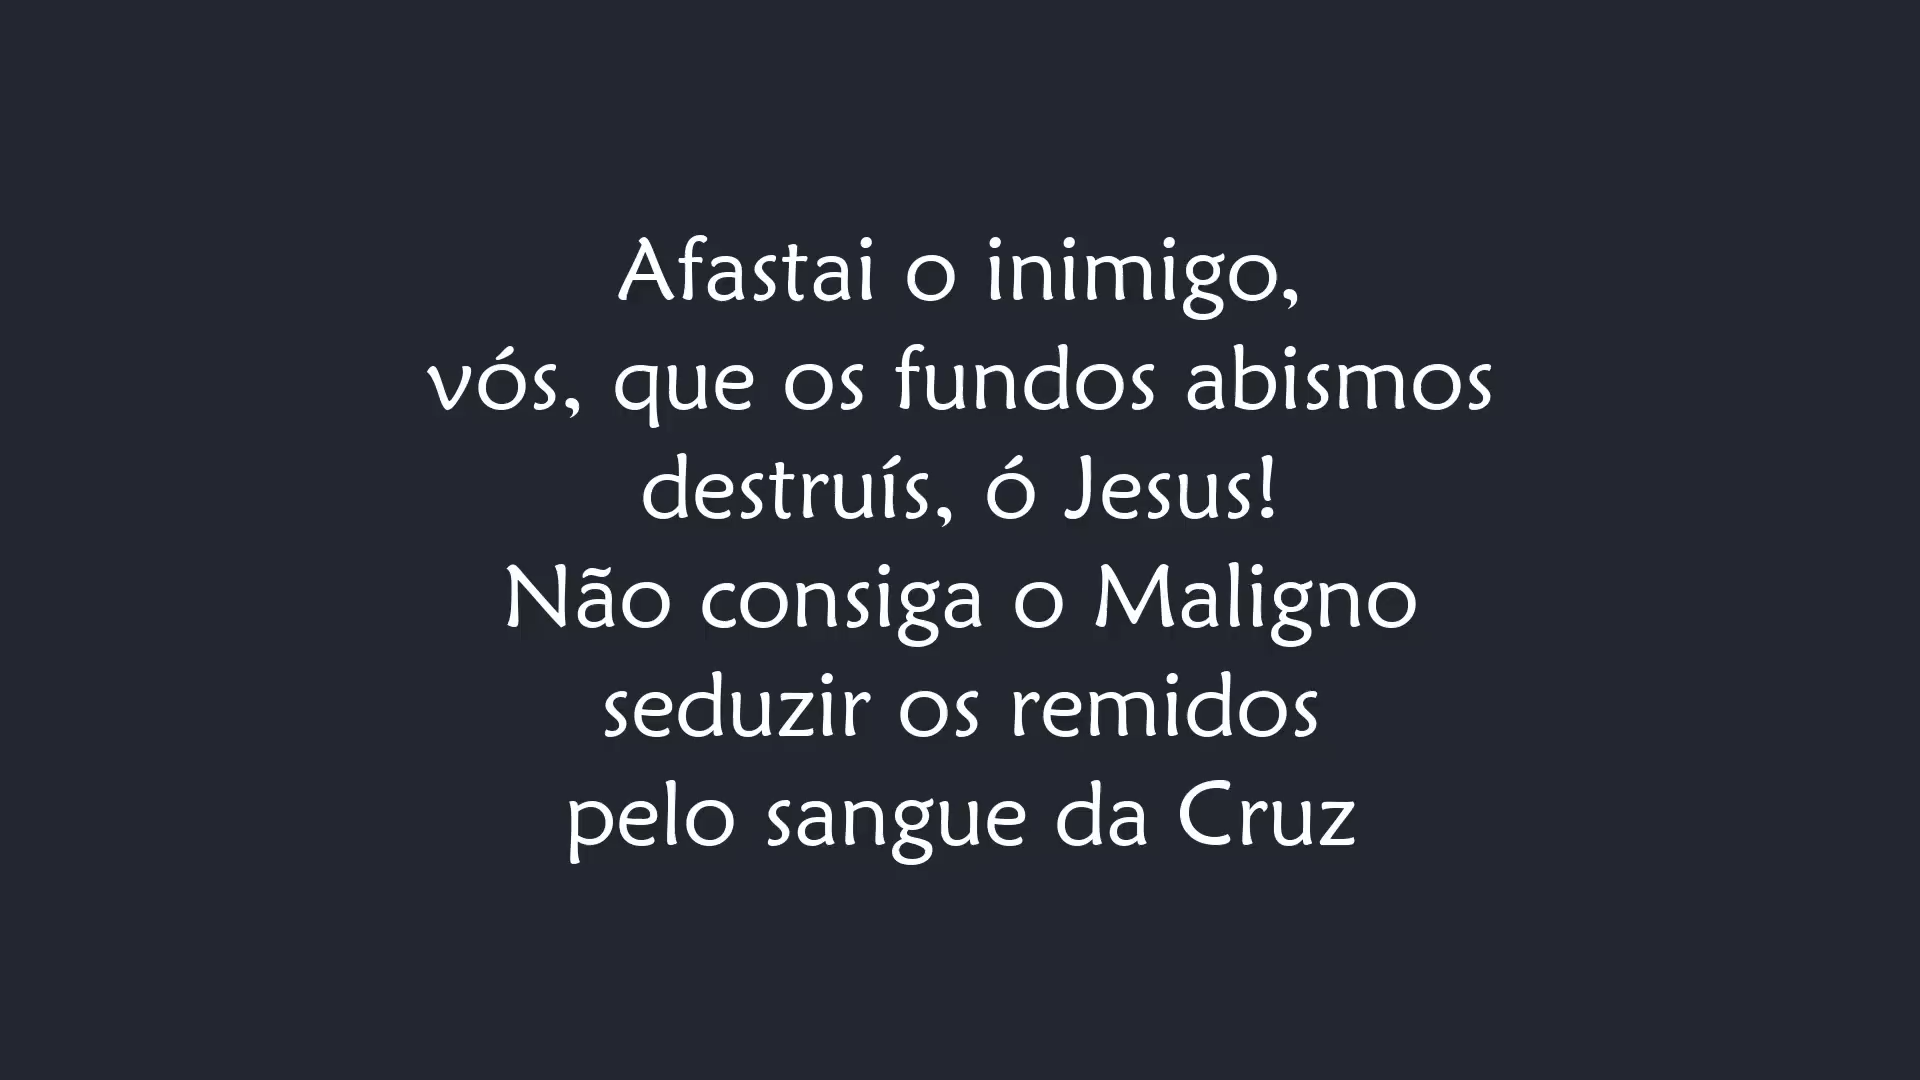 Afastai o inimigo,
vós, que os fundos abismos
destruís, ó Jesus!
Não consiga o Maligno
seduzir os remidos
pelo sangue da Cruz